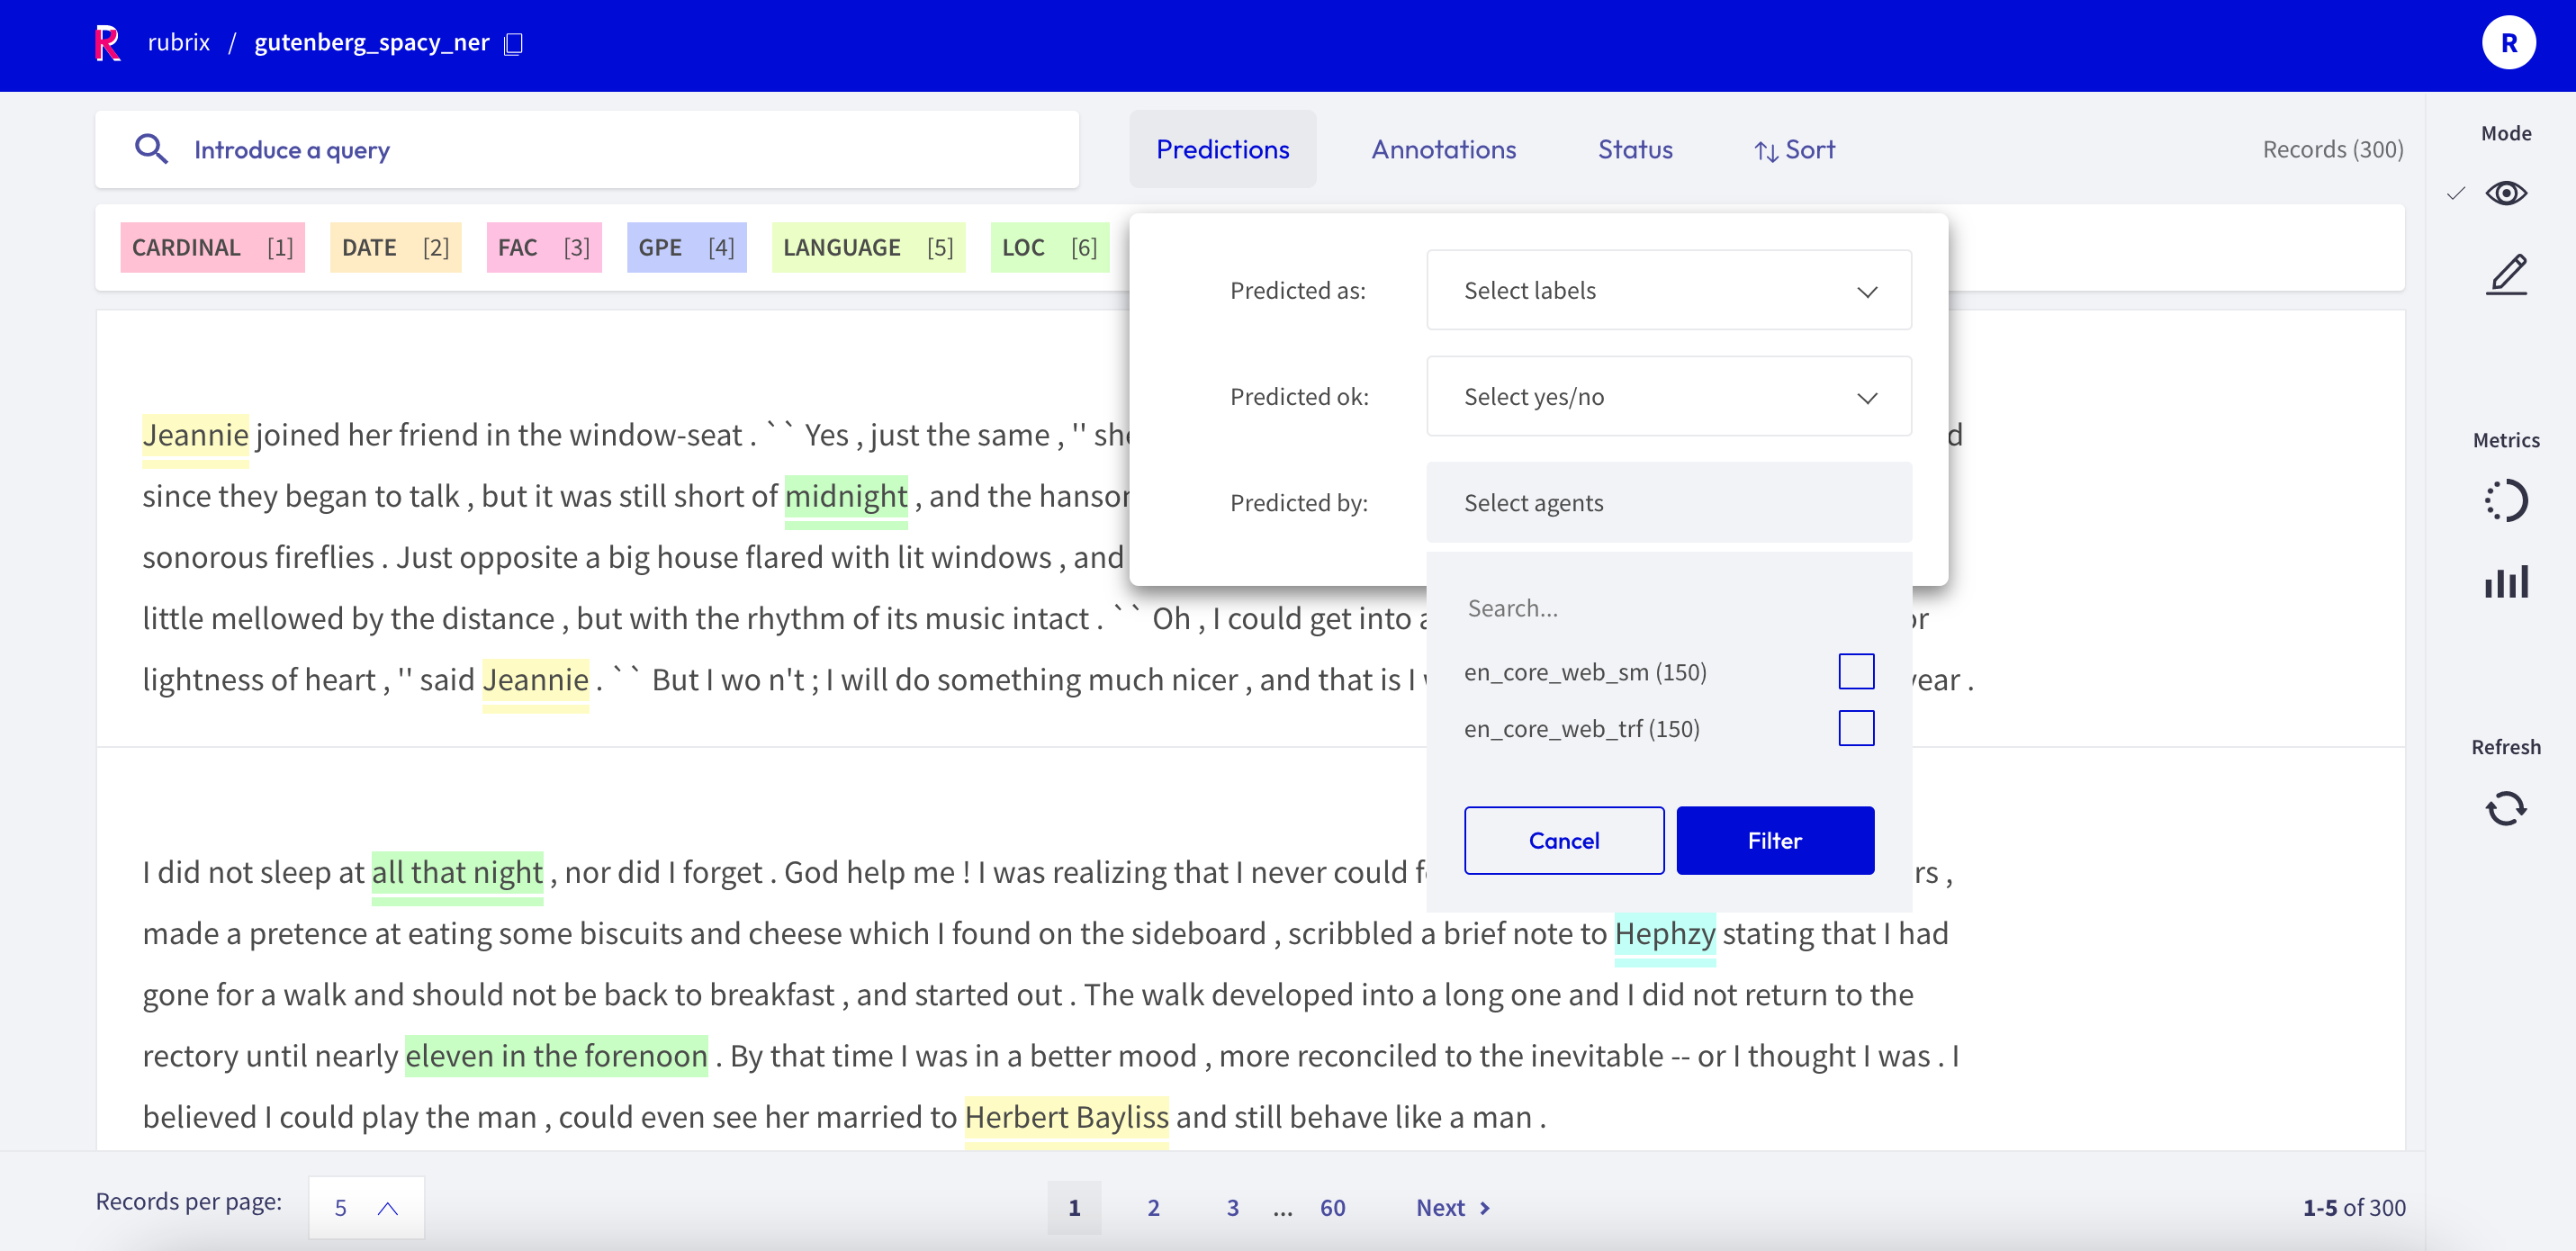 rubrix / gutenberg_spacy_ner
R
Introduce a query
Predictions
Annotations
Status
Sort
Records (300)
Mode
CARDINAL [1]
DATE [2]
FAC [3]
GPE [4]
LANGUAGE [5]
LOC [6]
Predicted as:
Select labels
Predicted ok:
Select yes/no
Predicted by:
Select agents
Search...
en_core_web_sm (150)
en_core_web_trf (150)
Cancel
Filter
Metrics
Refresh
Jeannie joined her friend in the window-seat . `` Yes , just the same , ''
since they began to talk , but it was still short of midnight , and the
sonorous fireflies . Just opposite a big house flared with lit windows , and
little mellowed by the distance , but with the rhythm of its music intact . `` Oh , I could get into
lightness of heart , '' said Jeannie . `` But I wo n't ; I will do something much nicer , and that is I
I did not sleep at all that night , nor did I forget . God help me ! I was realizing that I never could
made a pretence at eating some biscuits and cheese which I found on the sideboard , scribbled a brief note to Hephzy stating that I had
gone for a walk and should not be back to breakfast , and started out . The walk developed into a long one and I did not return to the
rectory until nearly eleven in the forenoon . By that time I was in a better mood , more reconciled to the inevitable -- or I thought I was . I
believed I could play the man , could even see her married to Herbert Bayliss and still behave like a man .
Records per page: 5
1 2 3 ... 60 Next
1-5 of 300